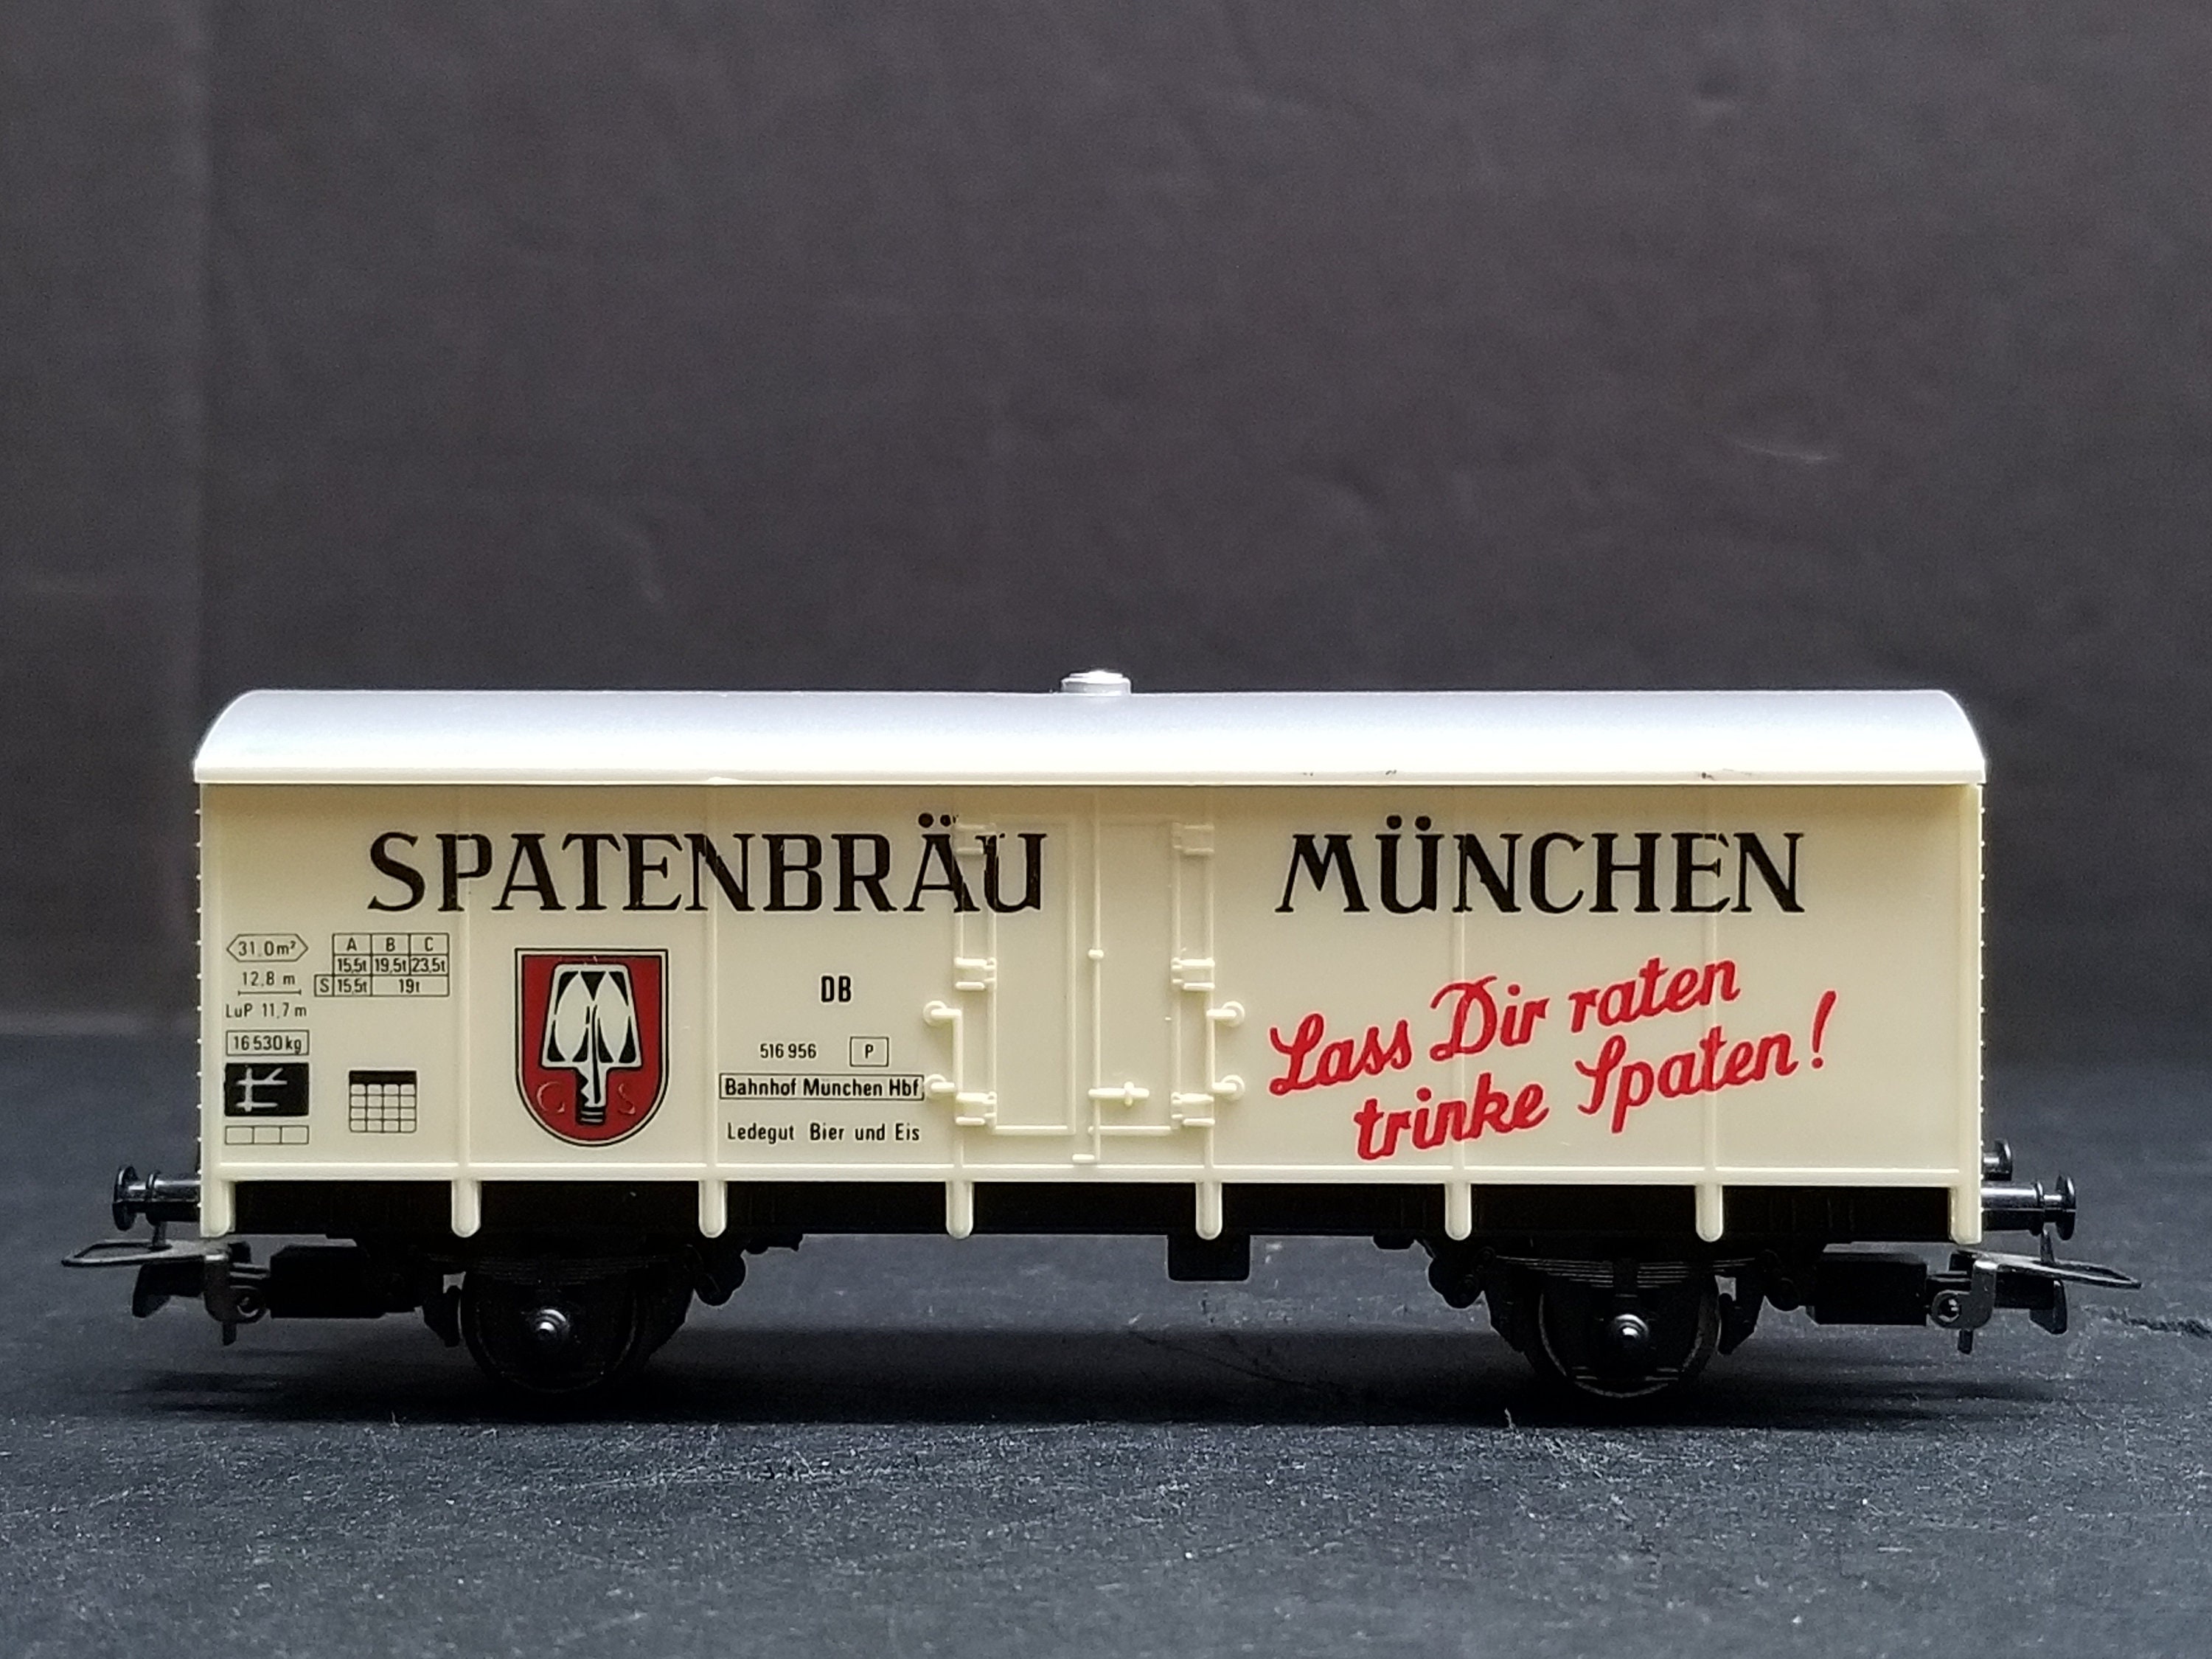 SPATENBRÄU MÜNCHEN
31.0m²
12,8 m
LüP 11,7 m
16 530 kg
A B C
15,5t 19,5t 23,5t
S 15,5t 19t
G S
DB
516 956 P
Bahnhof München Hbf
Ledegut Bier und Eis
Lass Dir raten
trinke Spaten!